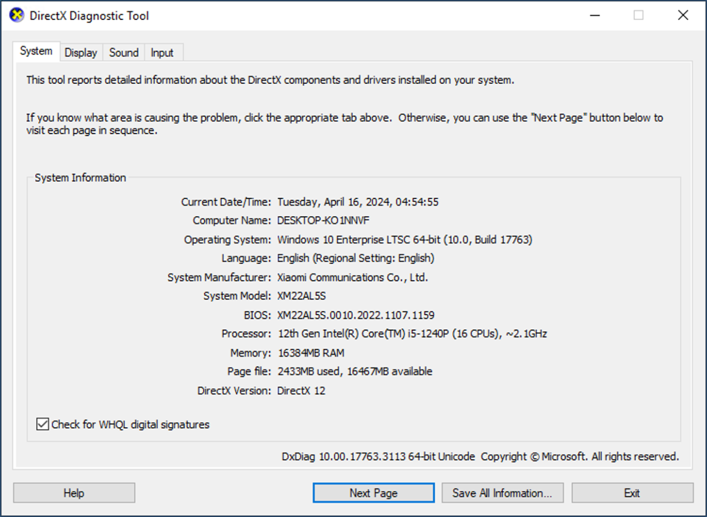 DirectX Diagnostic Tool
System Display Sound Input
This tool reports detailed information about the DirectX components and drivers installed on your system.
If you know what area is causing the problem, click the appropriate tab above. Otherwise, you can use the "Next Page" button below to
visit each page in sequence.
System Information
Current Date/Time: Tuesday, April 16, 2024, 04:54:55
Computer Name: DESKTOP-KO1NNVF
Operating System: Windows 10 Enterprise LTSC 64-bit (10.0, Build 17763)
Language: English (Regional Setting: English)
System Manufacturer: Xiaomi Communications Co., Ltd.
System Model: XM22AL5S
BIOS: XM22AL5S.0010.2022.1107.1159
Processor: 12th Gen Intel(R) Core(TM) i5-1240P (16 CPUs), ~2.1GHz
Memory: 16384MB RAM
Page file: 2433MB used, 16467MB available
DirectX Version: DirectX 12
Check for WHQL digital signatures
DxDiag 10.00.17763.3113 64-bit Unicode Copyright © Microsoft. All rights reserved.
Help Next Page Save All Information... Exit